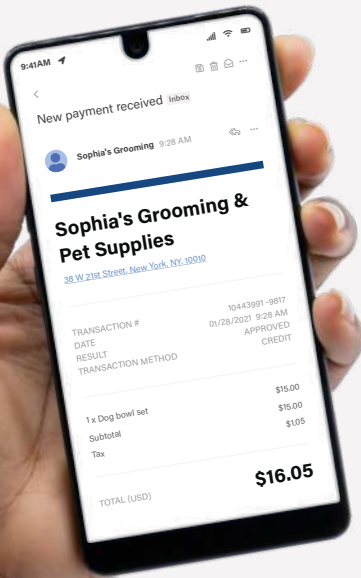 9:41AM
New payment received Inbox
Sophia's Grooming 9:28 AM
Sophia's Grooming &
Pet Supplies
38 W 21st Street, New York, NY, 10010
TRANSACTION # 10443991-9817
DATE 01/28/2021 9:28 AM
RESULT APPROVED
TRANSACTION METHOD CREDIT
1 x Dog bowl set $15.00
Subtotal $15.00
Tax $1.05
TOTAL (USD) $16.05